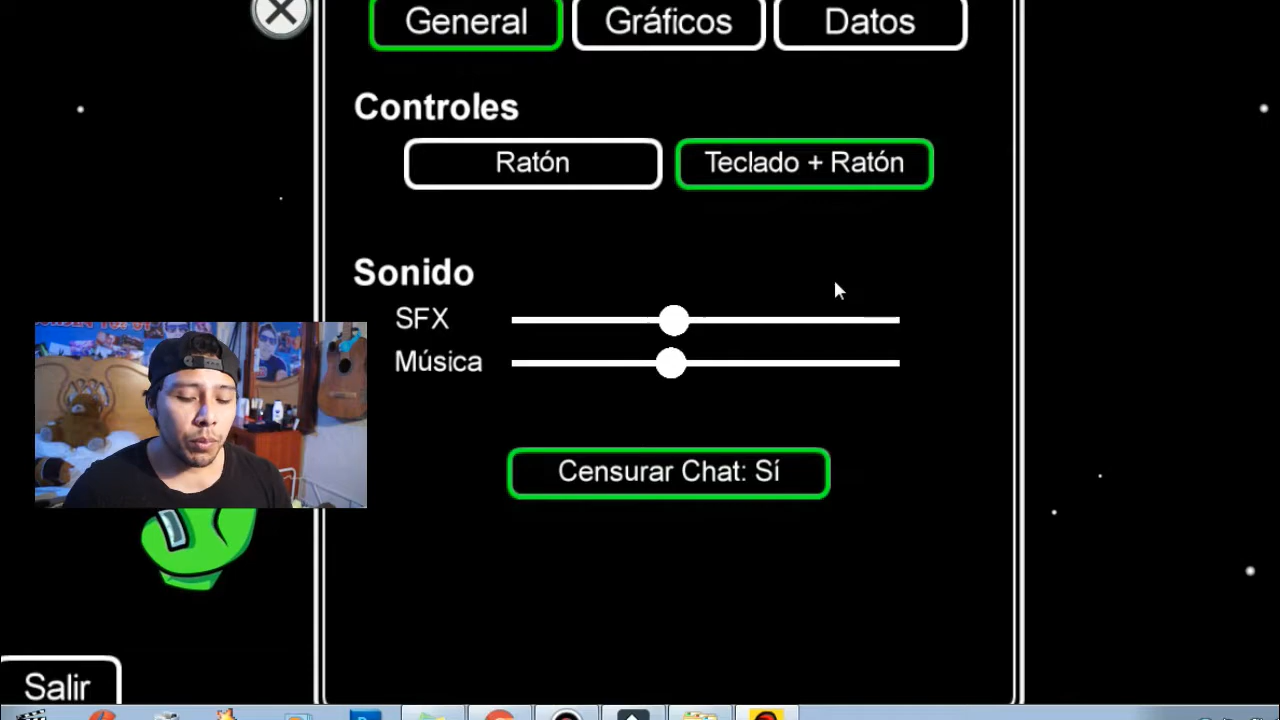 General
Gráficos
Datos
Controles
Ratón
Teclado + Ratón
Sonido
SFX
Música
Censurar Chat: Sí
Salir